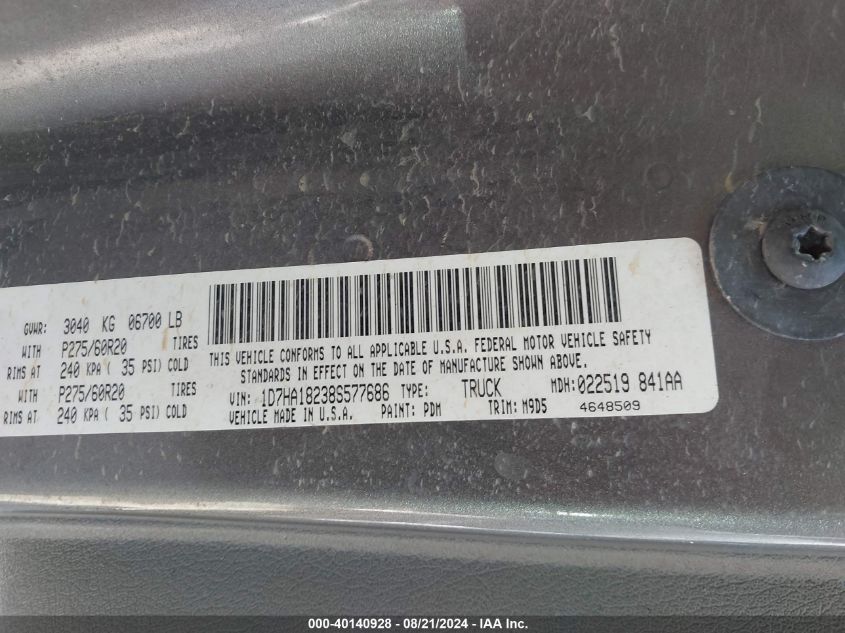 GVWR: 3040 KG 06700 LB
WITH P275/60R20 TIRES
RIMS AT 240 KPA ( 35 PSI) COLD
WITH P275/60R20 TIRES
RIMS AT 240 KPA ( 35 PSI) COLD
THIS VEHICLE CONFORMS TO ALL APPLICABLE U.S.A. FEDERAL MOTOR VEHICLE SAFETY
STANDARDS IN EFFECT ON THE DATE OF MANUFACTURE SHOWN ABOVE.
VIN: 1D7HA18238S577686 TYPE: TRUCK MDH: 022519 841AA
VEHICLE MADE IN U.S.A. PAINT: PDM TRIM: M9D5 4648509
000-40140928 - 08/21/2024 - IAA Inc.